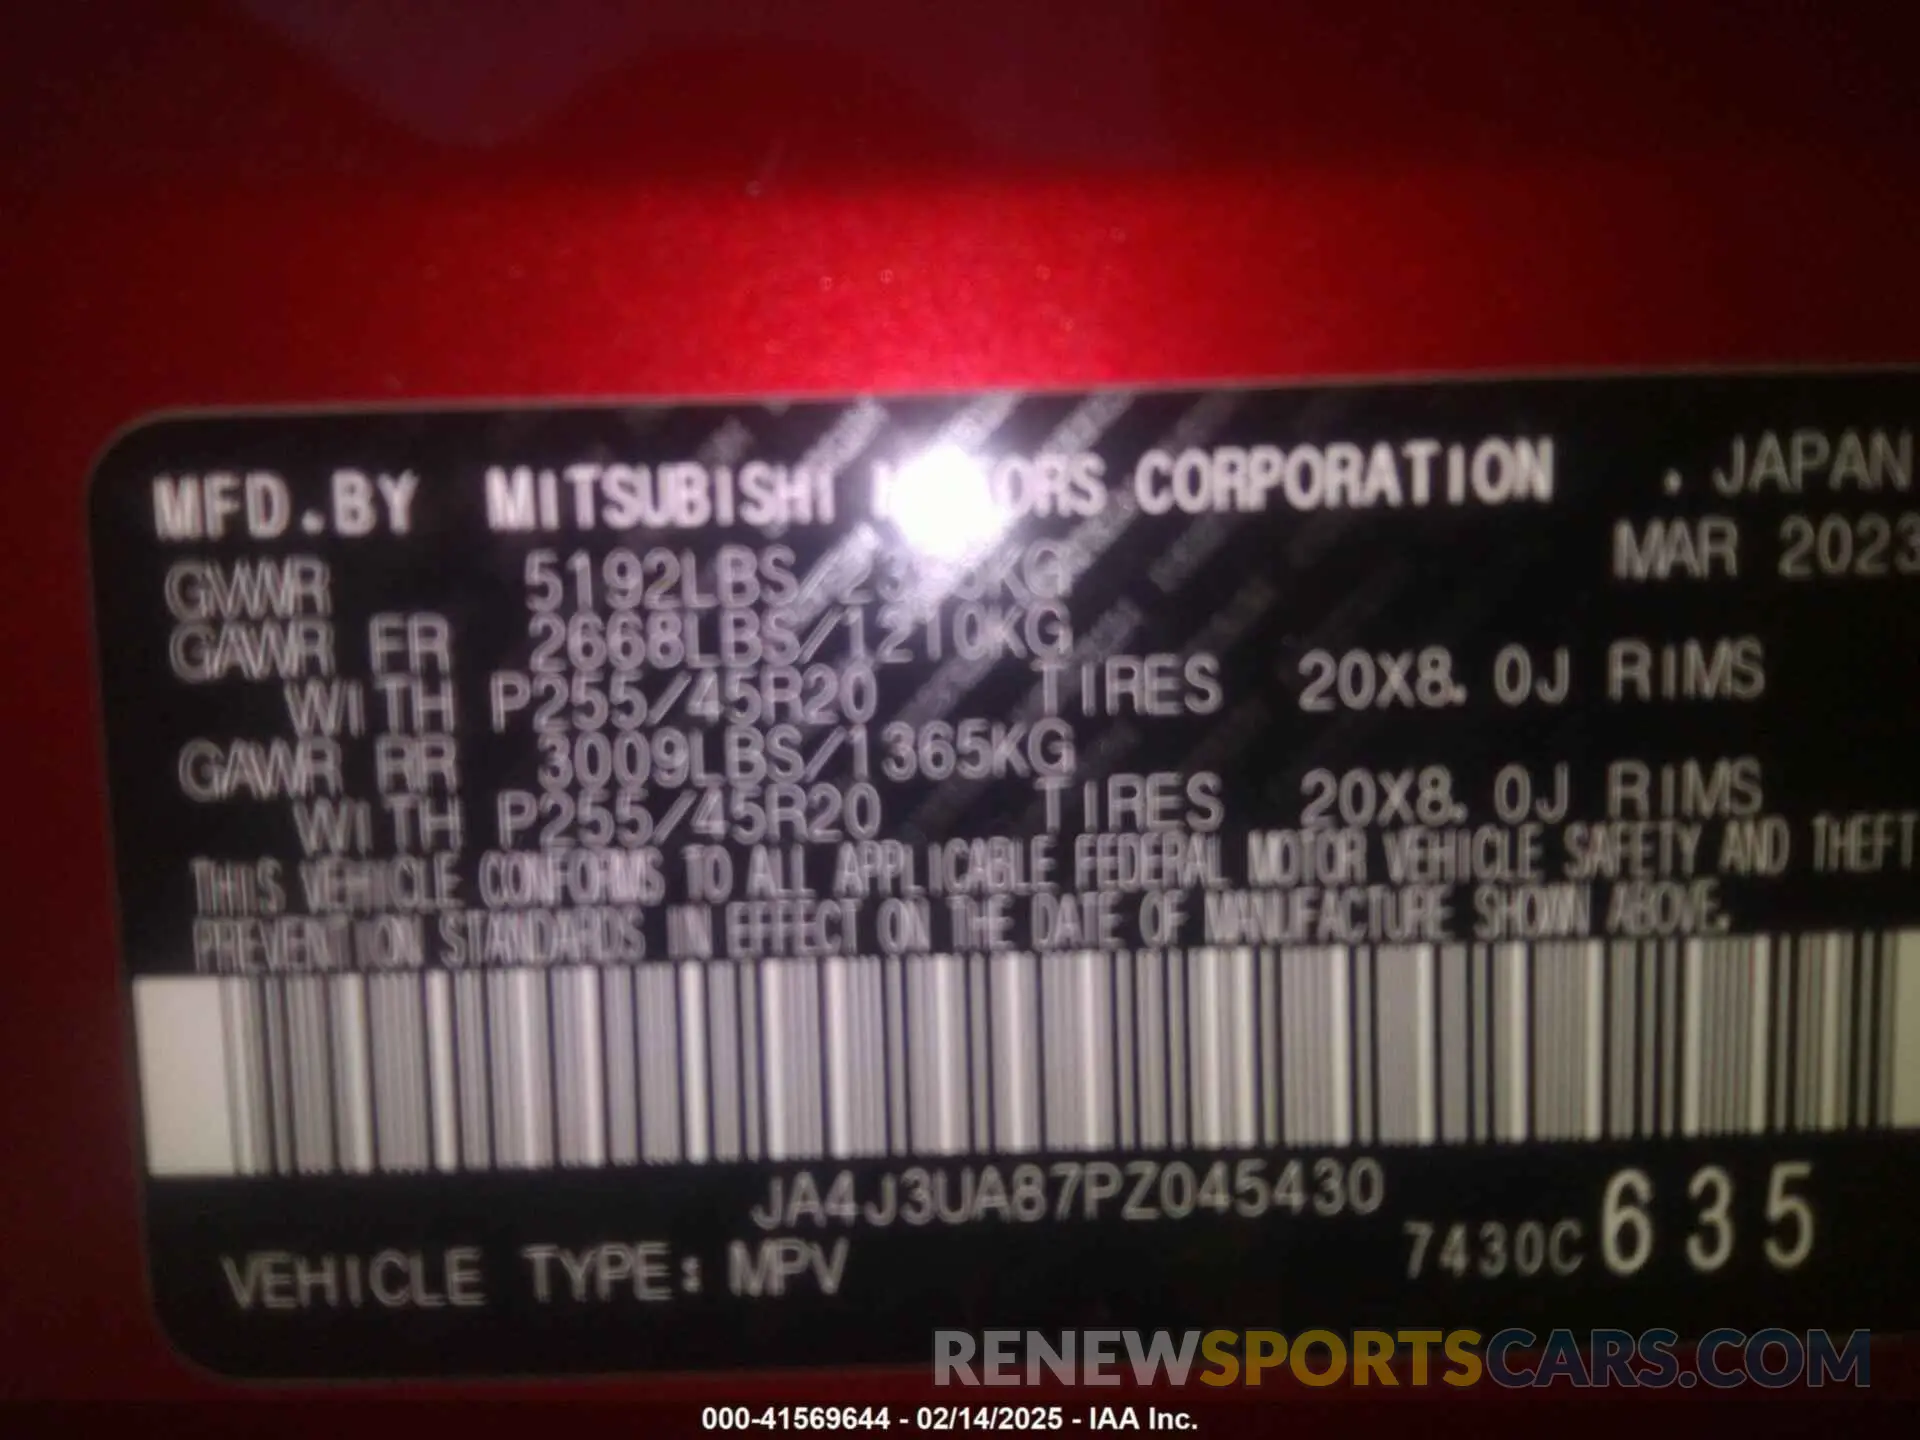 MFD.BY MITSUBISHI MOTORS CORPORATION . JAPAN
MAR 2023
GVWR 5192LBS/
GAWR FR 2668LBS/1210KG
WITH P255/45R20 TIRES 20X8.0J RIMS
GAWR RR 3009LBS/1365KG
WITH P255/45R20 TIRES 20X8.0J RIMS
THIS VEHICLE CONFORMS TO ALL APPLICABLE FEDERAL MOTOR VEHICLE SAFETY AND THEFT
PREVENTION STANDARDS IN EFFECT ON THE DATE OF MANUFACTURE SHOWN ABOVE.
JA4J3UA87PZ045430
7430C 635
VEHICLE TYPE: MPV
RENEWSPORTSCARS.COM
000-41569644 - 02/14/2025 - IAA Inc.